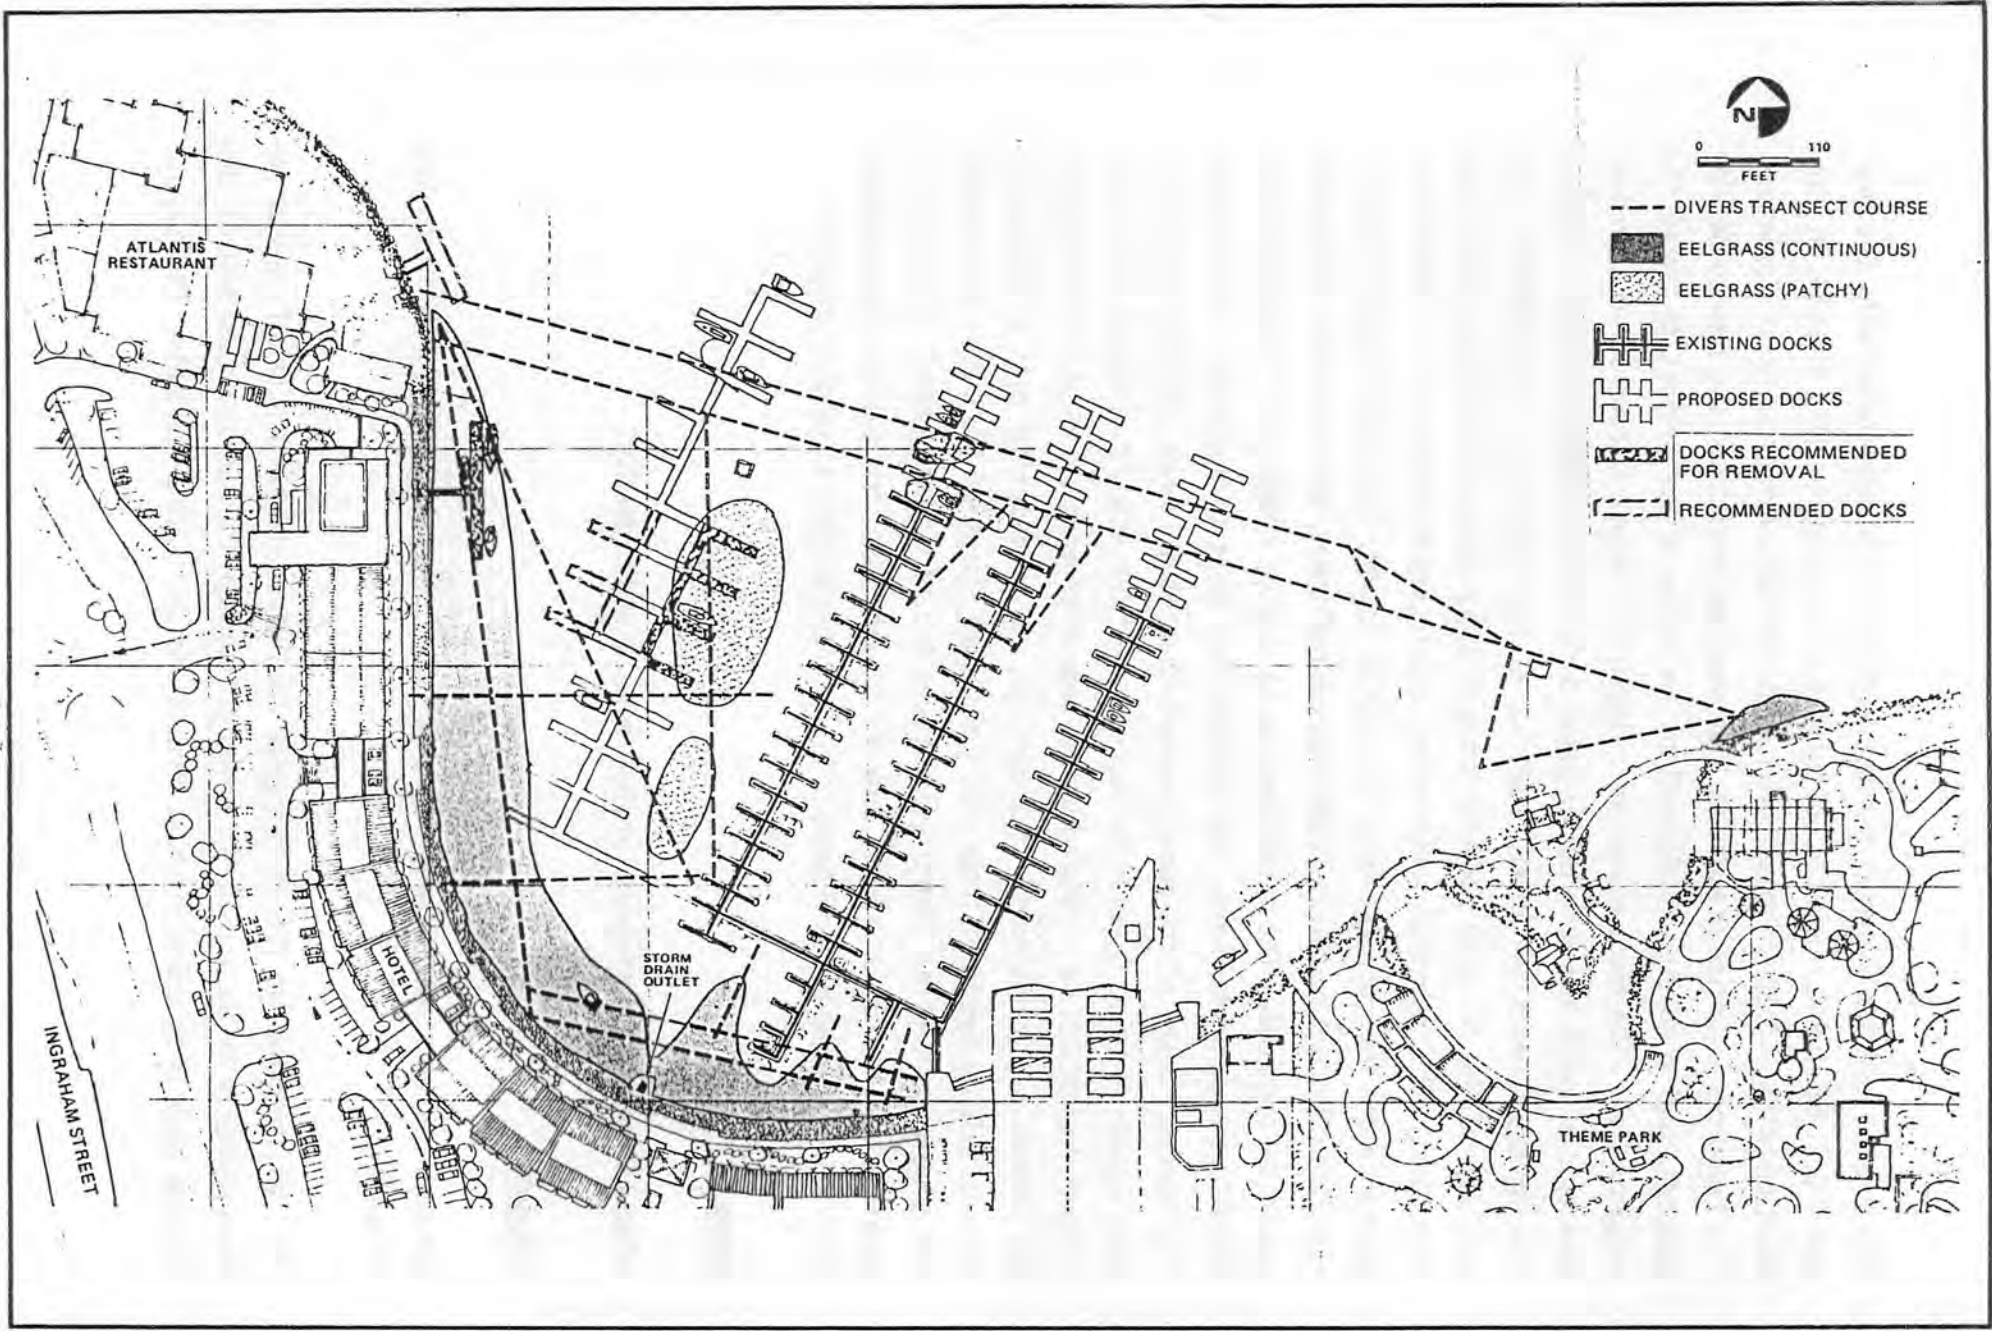 N
0 110
FEET
DIVERS TRANSECT COURSE
EELGRASS (CONTINUOUS)
EELGRASS (PATCHY)
EXISTING DOCKS
PROPOSED DOCKS
DOCKS RECOMMENDED
FOR REMOVAL
RECOMMENDED DOCKS
ATLANTIS
RESTAURANT
HOTEL
STORM
DRAIN
OUTLET
INGRAHAM STREET
THEME PARK